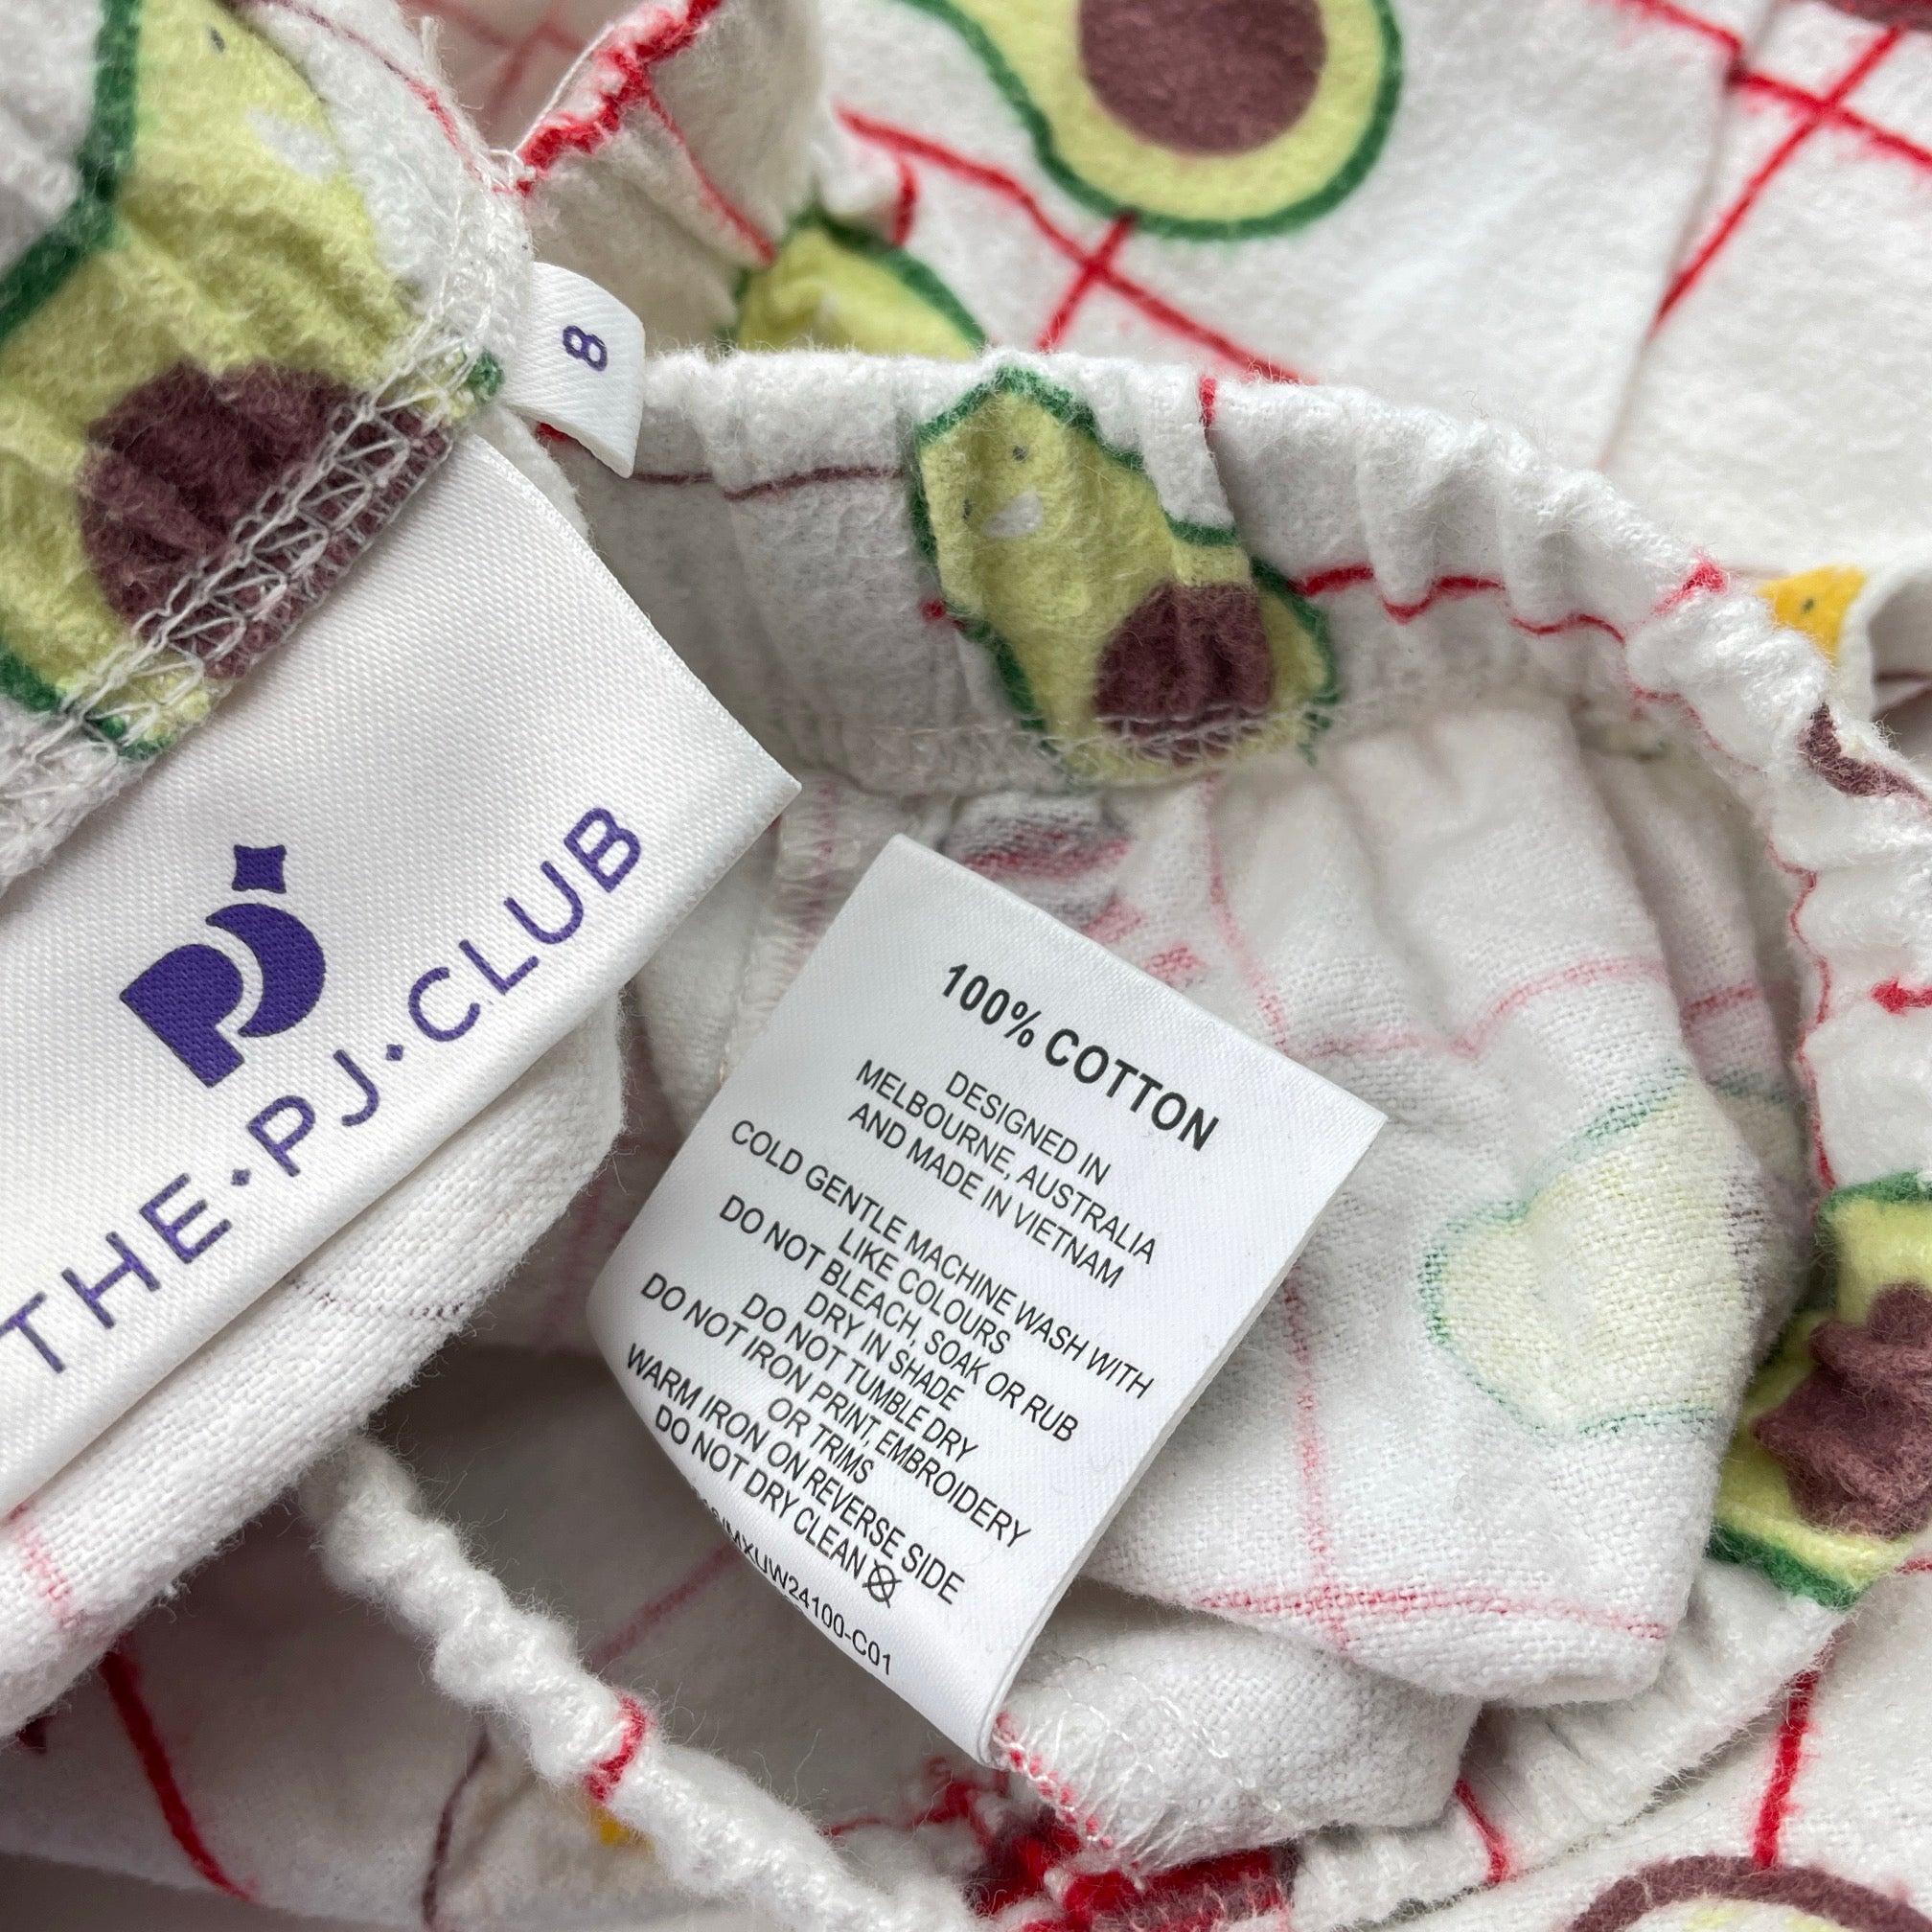 8
PJ
THE·PJ·CLUB
100% COTTON
DESIGNED IN
MELBOURNE, AUSTRALIA
AND MADE IN VIETNAM
COLD GENTLE MACHINE WASH WITH
LIKE COLOURS
DO NOT BLEACH, SOAK OR RUB
DRY IN SHADE
DO NOT TUMBLE DRY
DO NOT IRON PRINT, EMBROIDERY
OR TRIMS
WARM IRON ON REVERSE SIDE
DO NOT DRY CLEAN